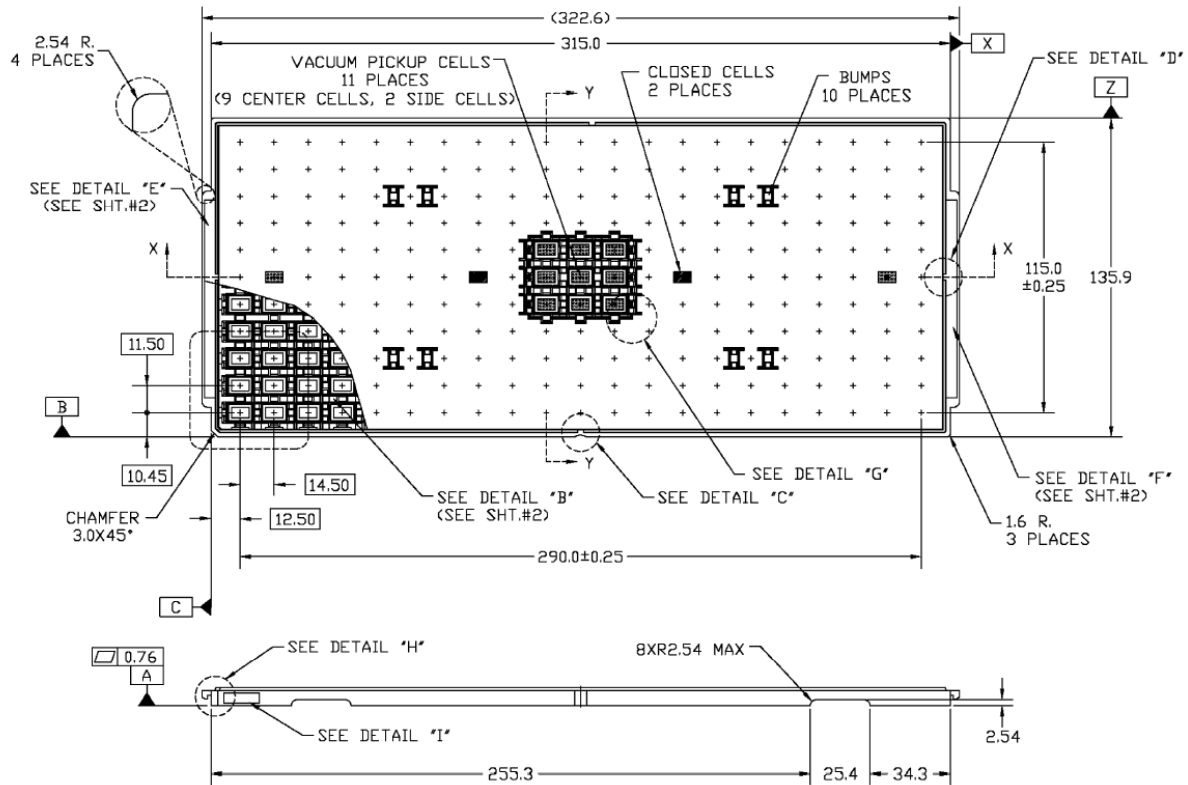 (322.6)
315.0
X
2.54 R.
4 PLACES
VACUUM PICKUP CELLS
11 PLACES
(9 CENTER CELLS, 2 SIDE CELLS)
Y
CLOSED CELLS
2 PLACES
BUMPS
10 PLACES
SEE DETAIL "D"
Z
SEE DETAIL "E"
(SEE SHT.#2)
X
X
115.0
±0.25
135.9
11.50
B
10.45
14.50
12.50
CHAMFER
3.0X45°
Y
SEE DETAIL "B"
(SEE SHT.#2)
SEE DETAIL "G"
SEE DETAIL "C"
SEE DETAIL "F"
(SEE SHT.#2)
1.6 R.
3 PLACES
290.0±0.25
C
0.76
A
SEE DETAIL "H"
8XR2.54 MAX
SEE DETAIL "I"
2.54
255.3
25.4
34.3